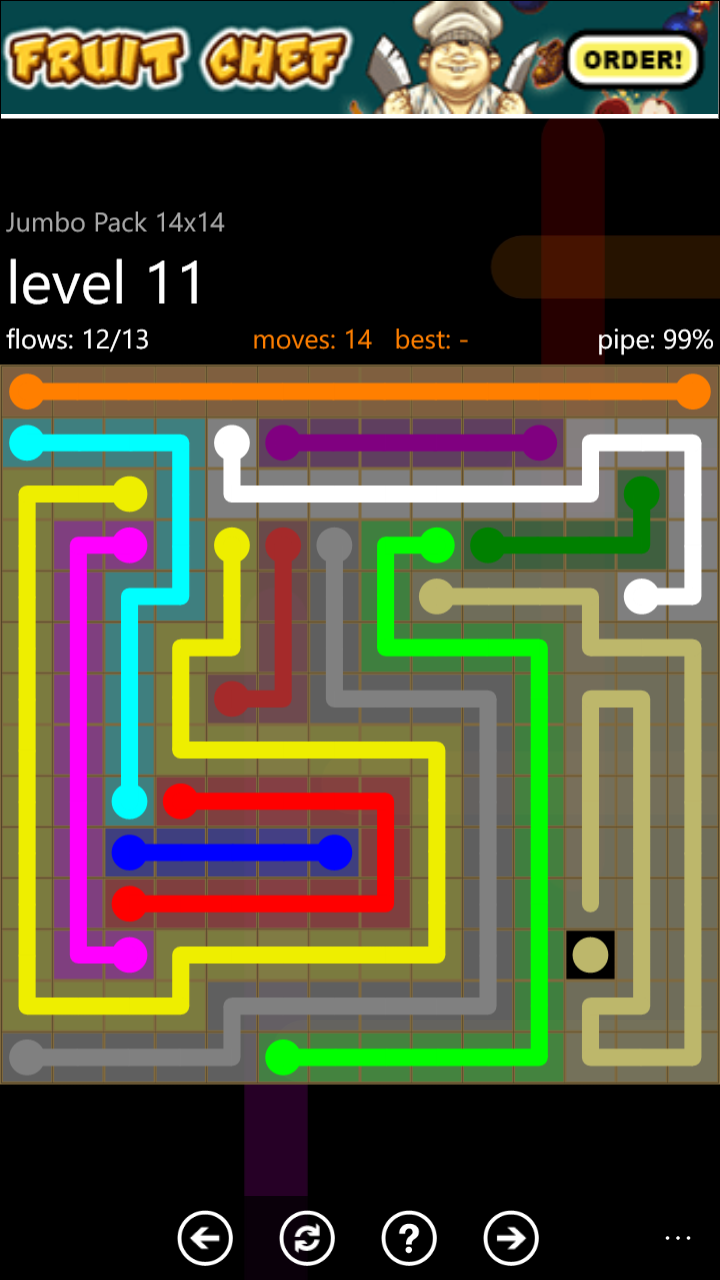 FRUIT CHEF
ORDER!
Jumbo Pack 14x14
level 11
flows: 12/13 moves: 14 best: - pipe: 99%
?
...